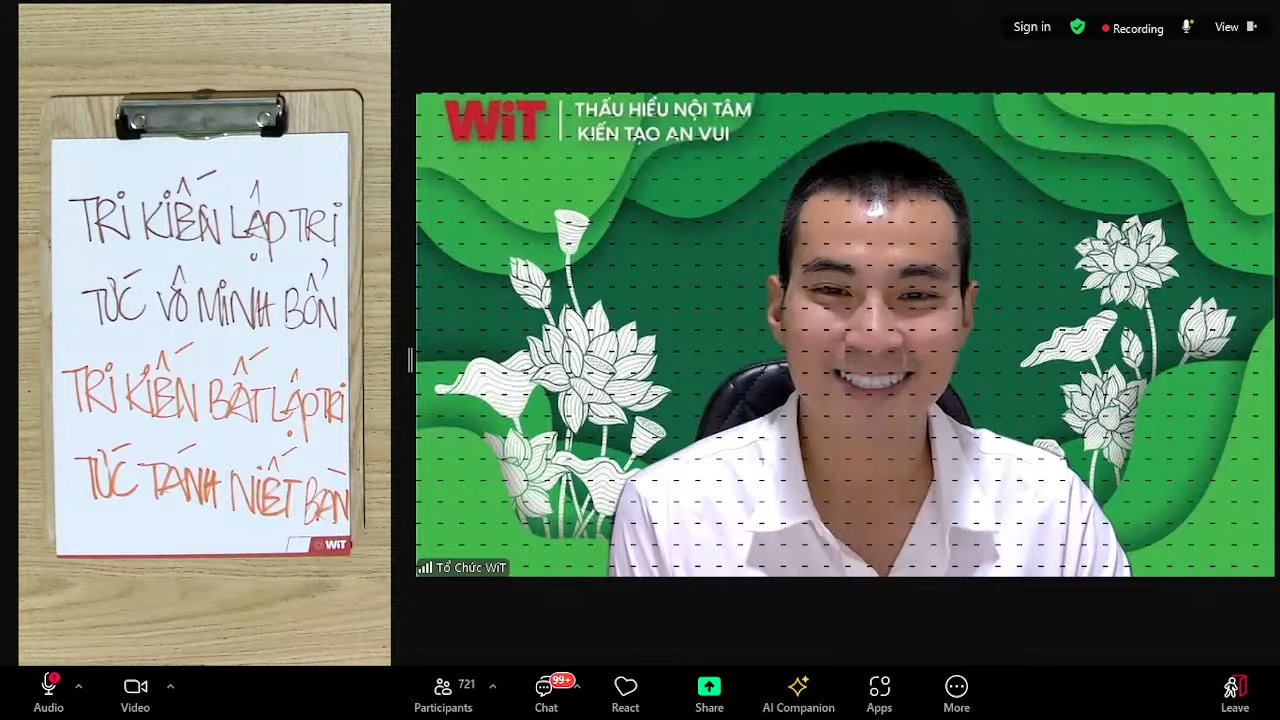 TRI KIẾN LẬP TRI
TỨC VÔ MINH BỔN
TRI KIẾN BẤT LẬP TRI
TỨC TÁNH NIẾT BÀN
WiT
Sign in
Recording
View
WiT
THẤU HIỂU NỘI TÂM
KIẾN TẠO AN VUI
Tổ Chức WiT
Audio
Video
Participants
721
Chat
99+
React
Share
AI Companion
Apps
More
Leave